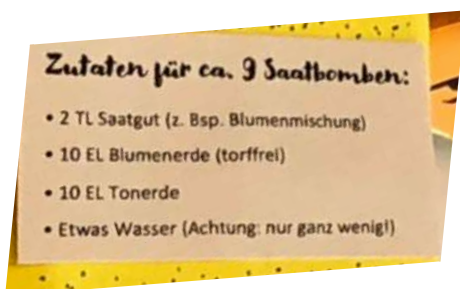 Zutaten für ca. 9 Saatbomben:
• 2 TL Saatgut (z. Bsp. Blumenmischung)
• 10 EL Blumenerde (torffrei)
• 10 EL Tonerde
• Etwas Wasser (Achtung: nur ganz wenig!)